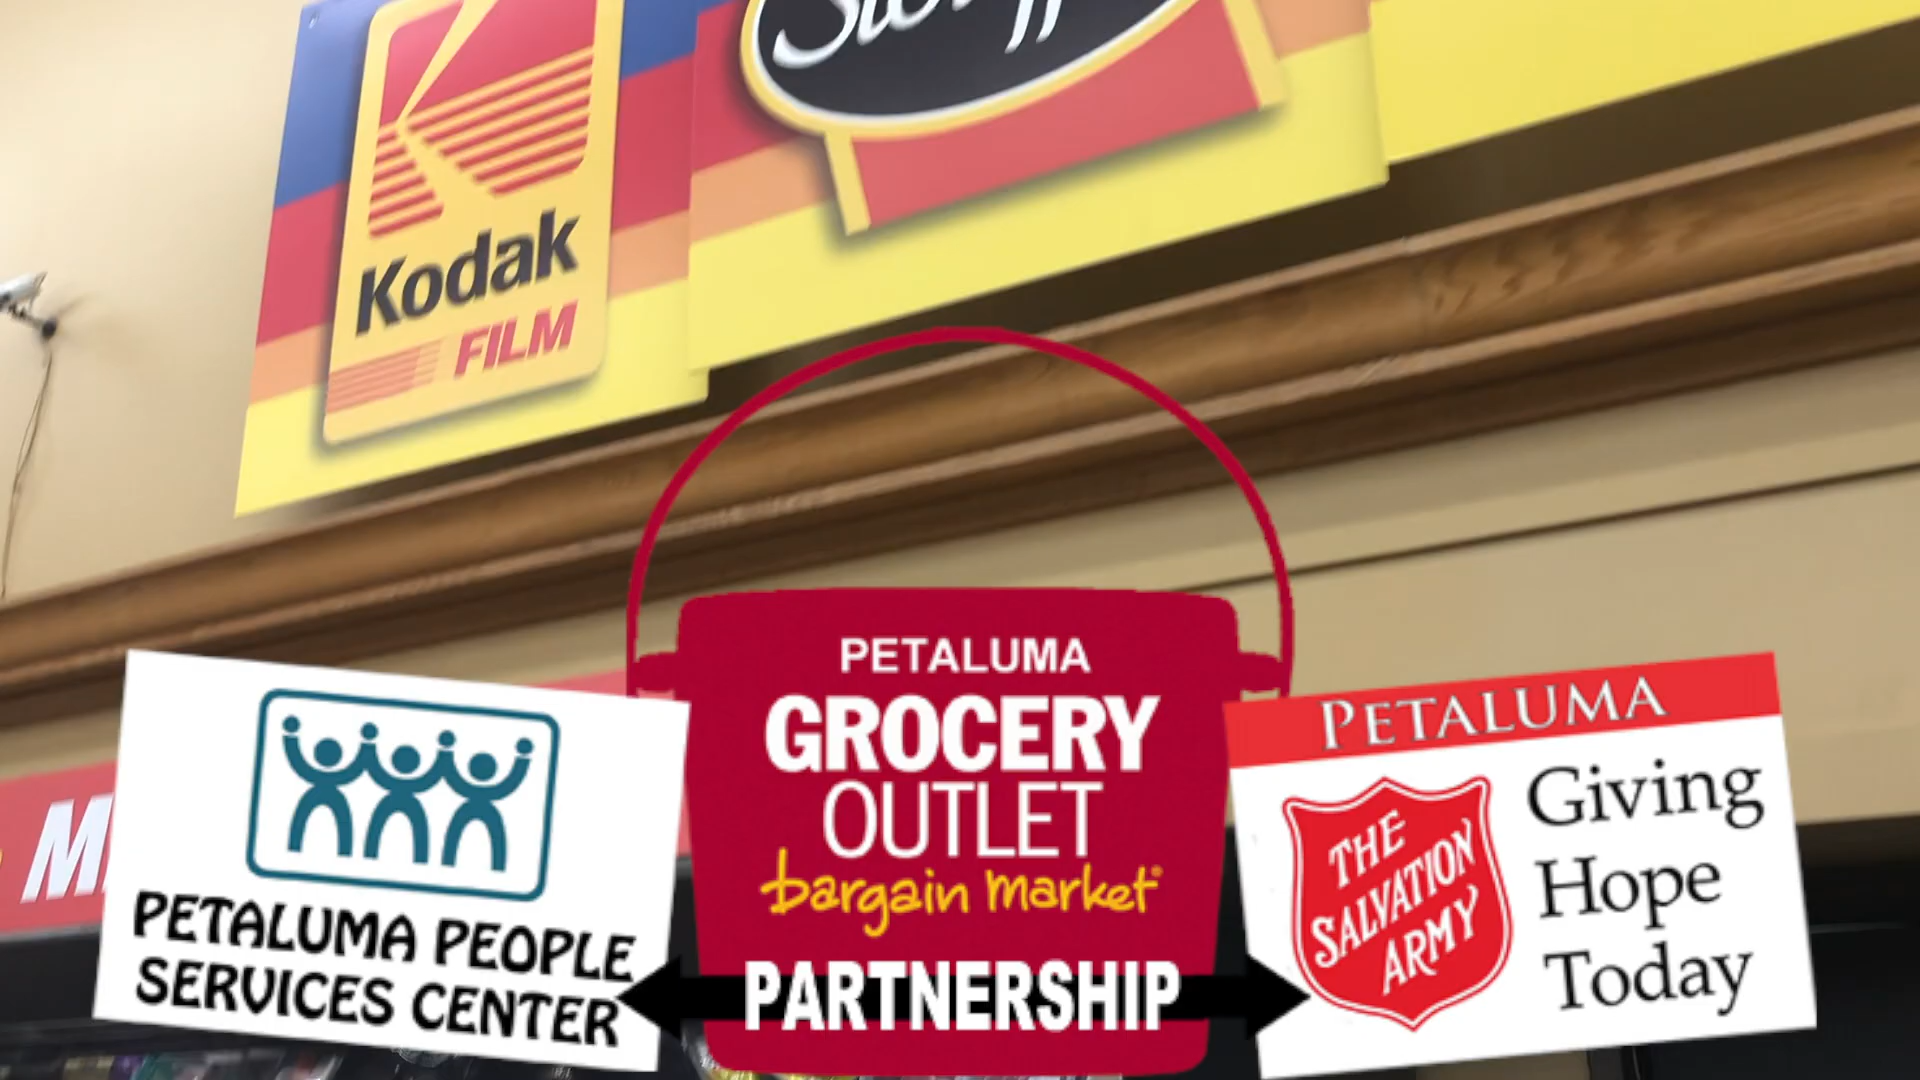 Kodak
FILM
PETALUMA
GROCERY
OUTLET
bargain market
PARTNERSHIP
PETALUMA PEOPLE
SERVICES CENTER
PETALUMA
THE
SALVATION
ARMY
Giving
Hope
Today